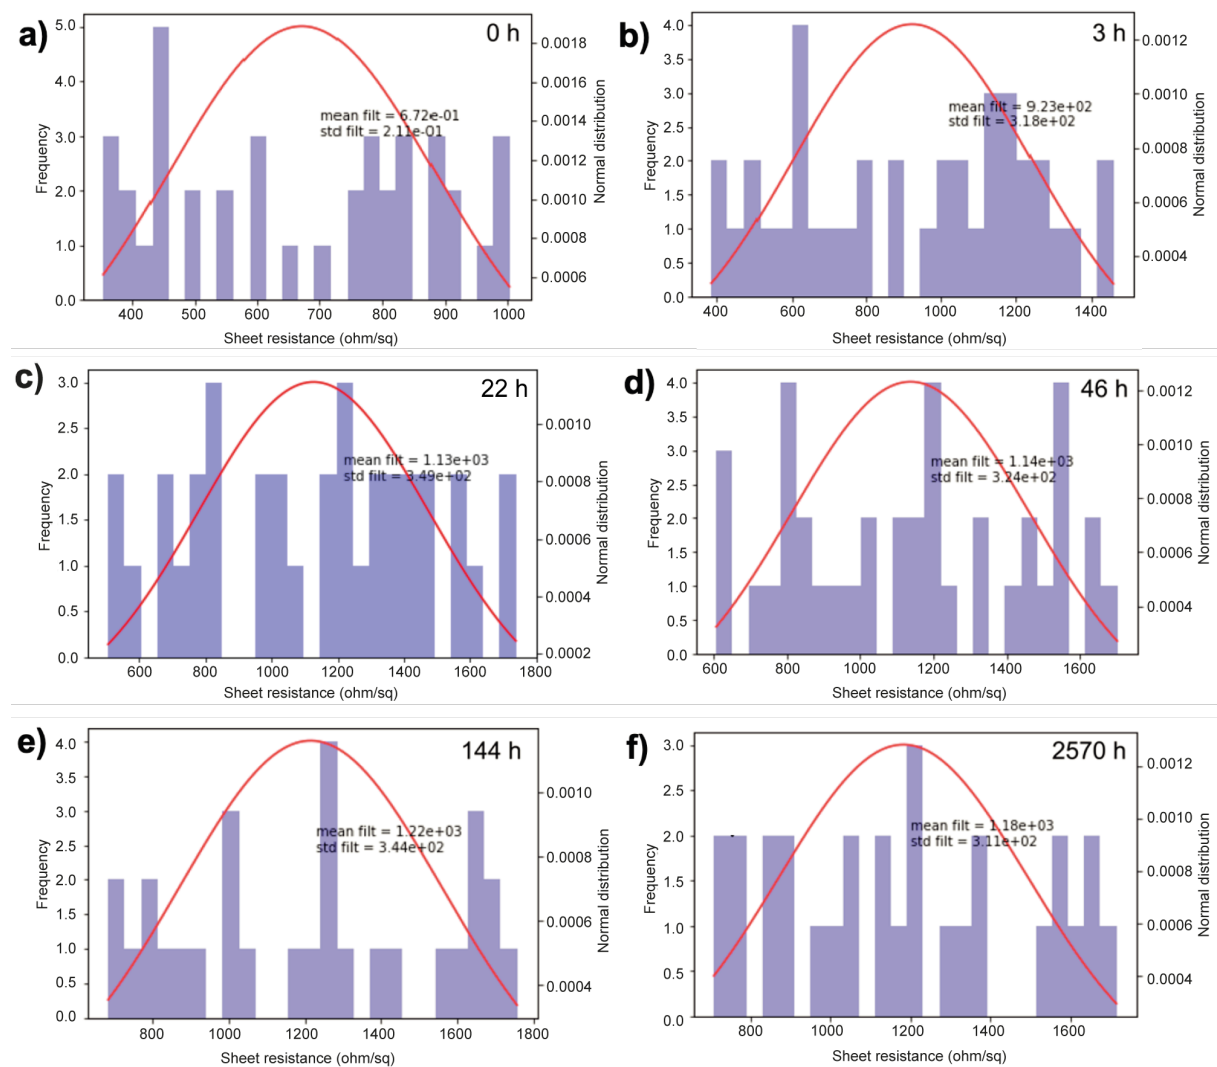 a)
0 h
5.0
4.0
3.0
2.0
1.0
0.0
Frequency
mean filt = 6.72e-01
std filt = 2.11e-01
0.0018
0.0016
0.0014
0.0012
0.0010
0.0008
0.0006
Normal distribution
400 500 600 700 800 900 1000
Sheet resistance (ohm/sq)
b)
3 h
4.0
3.5
3.0
2.5
2.0
1.5
1.0
0.5
0.0
Frequency
mean filt = 9.23e+02
std filt = 3.18e+02
0.0012
0.0010
0.0008
0.0006
0.0004
Normal distribution
400 600 800 1000 1200 1400
Sheet resistance (ohm/sq)
c)
22 h
3.0
2.5
2.0
1.5
1.0
0.5
0.0
Frequency
mean filt = 1.13e+03
std filt = 3.49e+02
0.0010
0.0008
0.0006
0.0004
0.0002
Normal distribution
600 800 1000 1200 1400 1600 1800
Sheet resistance (ohm/sq)
d)
46 h
4.0
3.5
3.0
2.5
2.0
1.5
1.0
0.5
0.0
Frequency
mean filt = 1.14e+03
std filt = 3.24e+02
0.0012
0.0010
0.0008
0.0006
0.0004
Normal distribution
600 800 1000 1200 1400 1600
Sheet resistance (ohm/sq)
e)
144 h
4.0
3.5
3.0
2.5
2.0
1.5
1.0
0.5
0.0
Frequency
mean filt = 1.22e+03
std filt = 3.44e+02
0.0010
0.0008
0.0006
0.0004
Normal distribution
800 1000 1200 1400 1600 1800
Sheet resistance (ohm/sq)
f)
2570 h
3.0
2.5
2.0
1.5
1.0
0.5
0.0
Frequency
mean filt = 1.18e+03
std filt = 3.11e+02
0.0012
0.0010
0.0008
0.0006
0.0004
Normal distribution
800 1000 1200 1400 1600
Sheet resistance (ohm/sq)